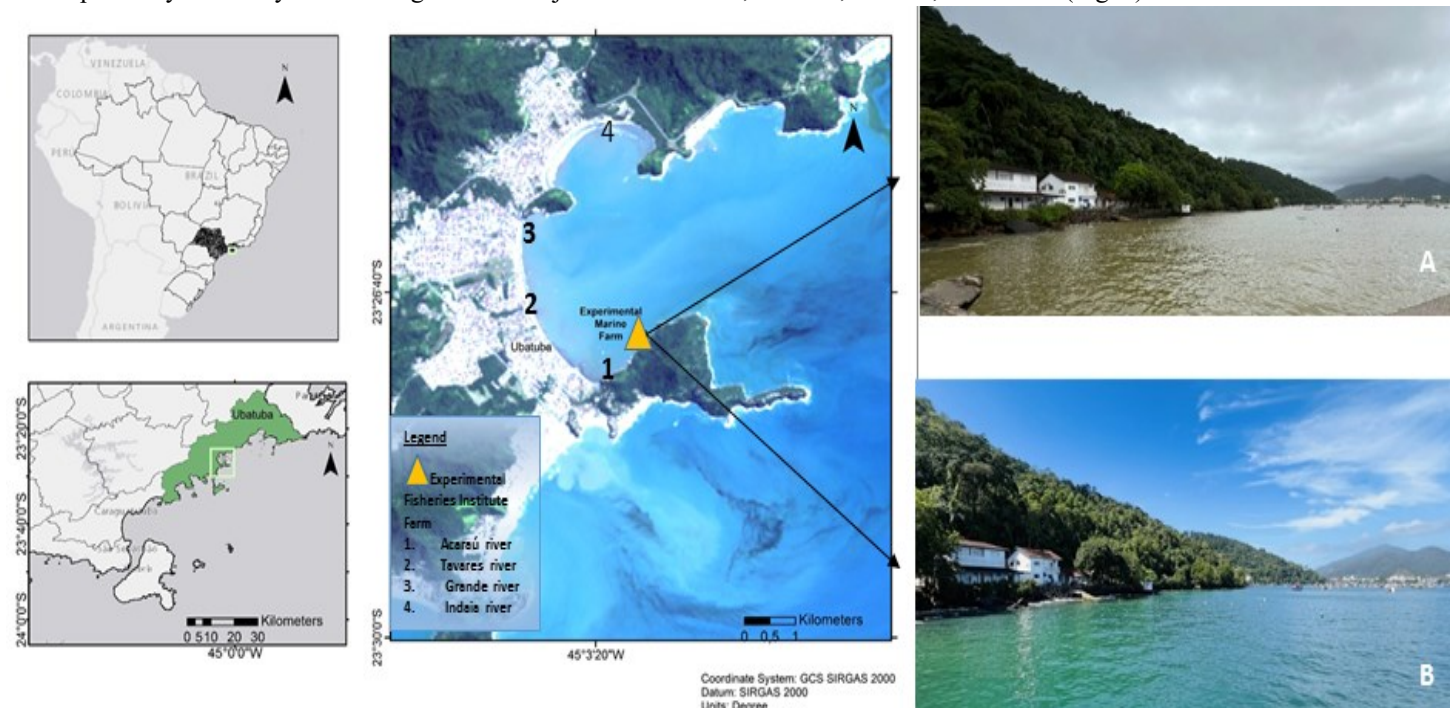 VENEZUELA
COLOMBIA
PERÚ
BRAZIL
BOLIVIA
ARGENTINA
N
Ubatuba
N
23°20'0"S
23°40'0"S
24°0'0"S
0 5 10 20 30 Kilometers
45°0'0"W
4
3
2
1
N
Experimental
Marine
Farm
Ubatuba
23°26'40"S
23°30'0"S
Legend
Experimental
Fisheries Institute
Farm
1. Acaraú river
2. Tavares river
3. Grande river
4. Indaia river
Kilometers
0 0,5 1
45°3'20"W
Coordinate System: GCS SIRGAS 2000
Datum: SIRGAS 2000
Units: Degree
A
B